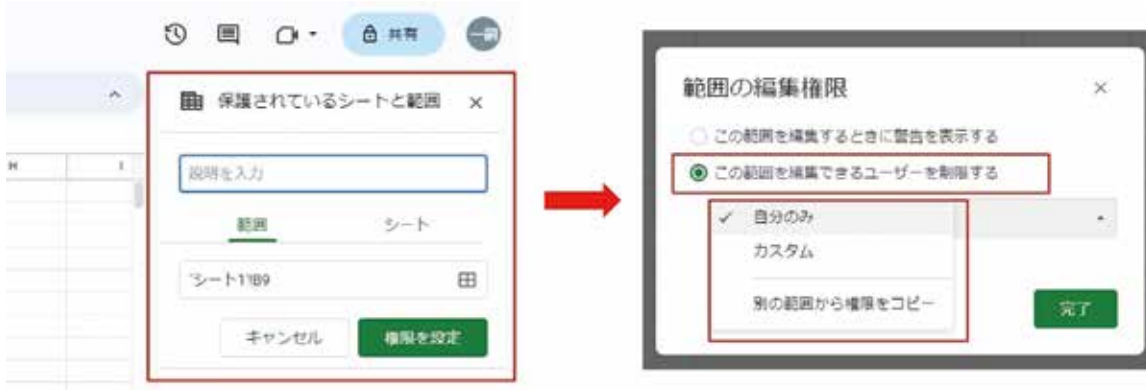 共有
一郎
保護されているシートと範囲
H
I
説明を入力
範囲
シート
'シート1'!B9
キャンセル
権限を設定
範囲の編集権限
この範囲を編集するときに警告を表示する
この範囲を編集できるユーザーを制限する
自分のみ
カスタム
別の範囲から権限をコピー
完了